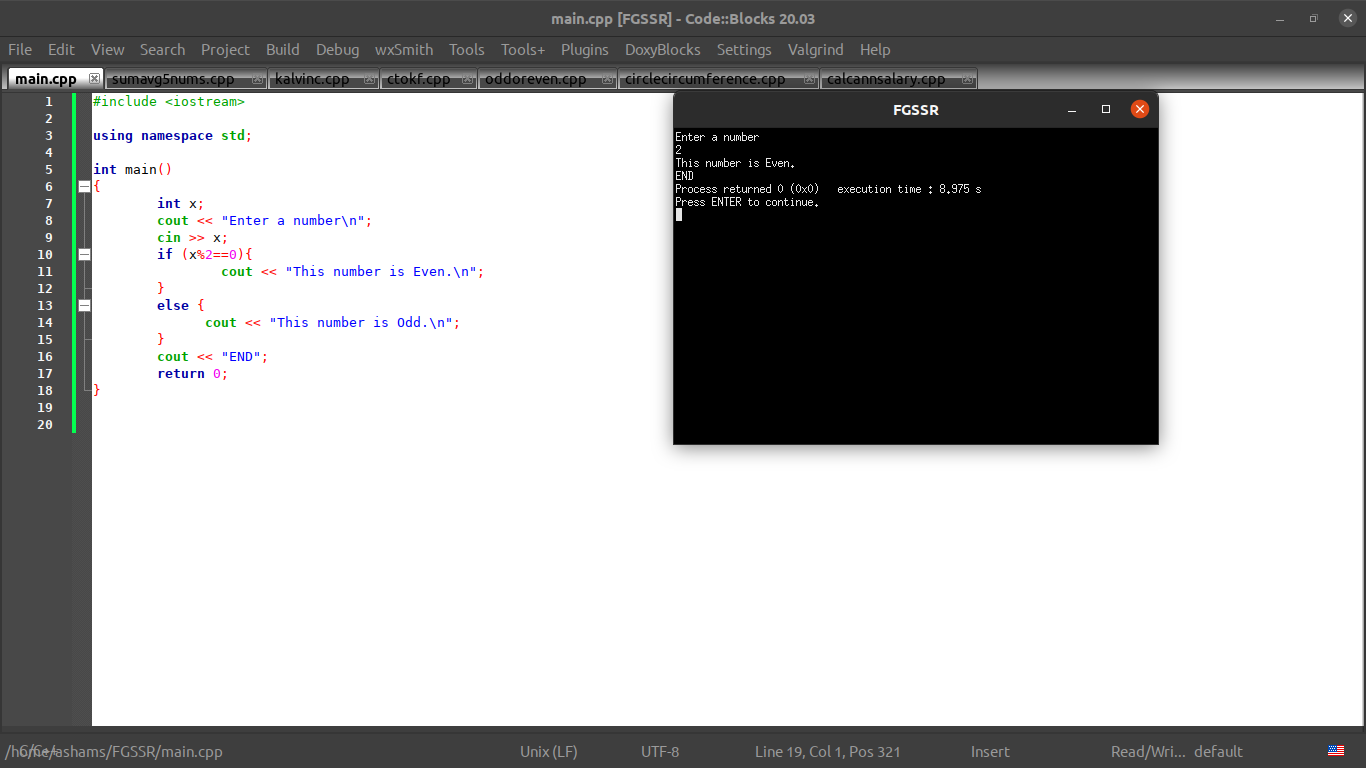 main.cpp [FGSSR] - Code::Blocks 20.03
File Edit View Search Project Build Debug wxSmith Tools Tools+ Plugins DoxyBlocks Settings Valgrind Help
main.cpp sumavg5nums.cpp kalvinc.cpp ctokf.cpp oddoreven.cpp circlecircumference.cpp calcannsalary.cpp
1 #include <iostream>
2
3 using namespace std;
4
5 int main()
6 {
7 int x;
8 cout << "Enter a number\n";
9 cin >> x;
10 if (x%2==0){
11 cout << "This number is Even.\n";
12 }
13 else {
14 cout << "This number is Odd.\n";
15 }
16 cout << "END";
17 return 0;
18 }
19
20
FGSSR
Enter a number
2
This number is Even.
END
Process returned 0 (0x0)   execution time : 8.975 s
Press ENTER to continue.
/home/ashams/FGSSR/main.cpp C/C++ Unix (LF) UTF-8 Line 19, Col 1, Pos 321 Insert Read/Wri... default